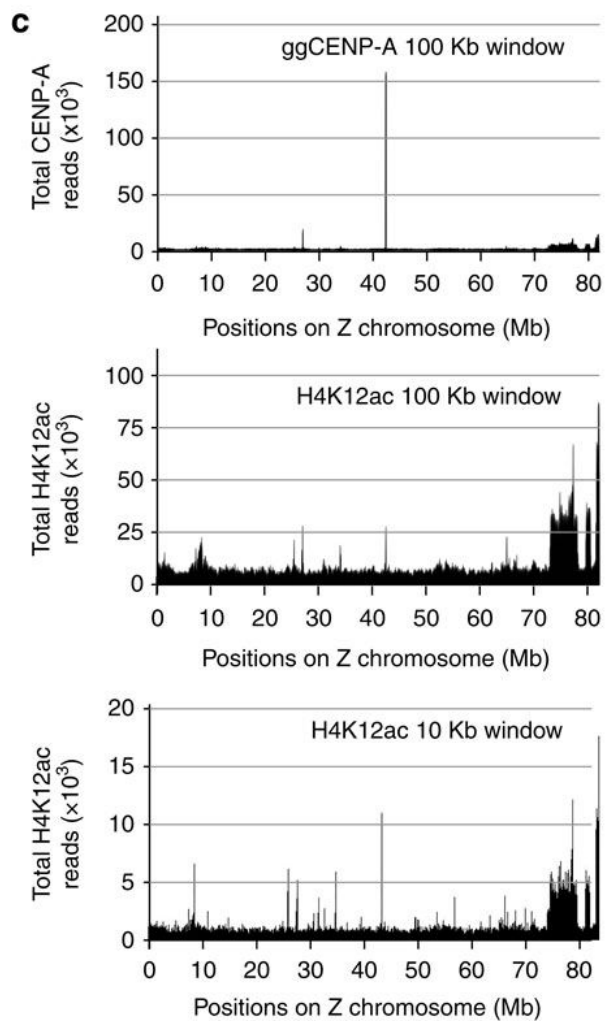 c
ggCENP-A 100 Kb window
Total CENP-A
reads (x10³)
200
150
100
50
0
0 10 20 30 40 50 60 70 80
Positions on Z chromosome (Mb)
H4K12ac 100 Kb window
Total H4K12ac
reads (×10³)
100
75
50
25
0
0 10 20 30 40 50 60 70 80
Positions on Z chromosome (Mb)
H4K12ac 10 Kb window
Total H4K12ac
reads (×10³)
20
15
10
5
0
0 10 20 30 40 50 60 70 80
Positions on Z chromosome (Mb)